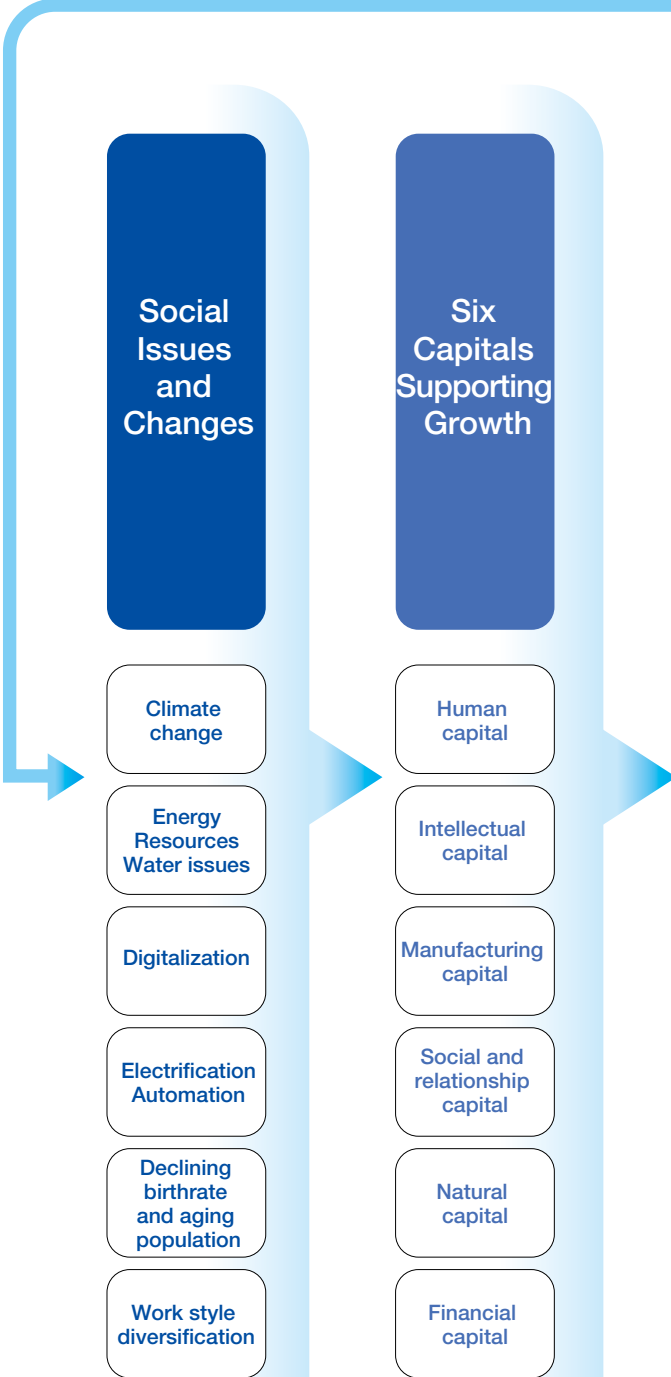 Social
Issues
and
Changes
Climate
change
Energy
Resources
Water issues
Digitalization
Electrification
Automation
Declining
birthrate
and aging
population
Work style
diversification
Six
Capitals
Supporting
Growth
Human
capital
Intellectual
capital
Manufacturing
capital
Social and
relationship
capital
Natural
capital
Financial
capital